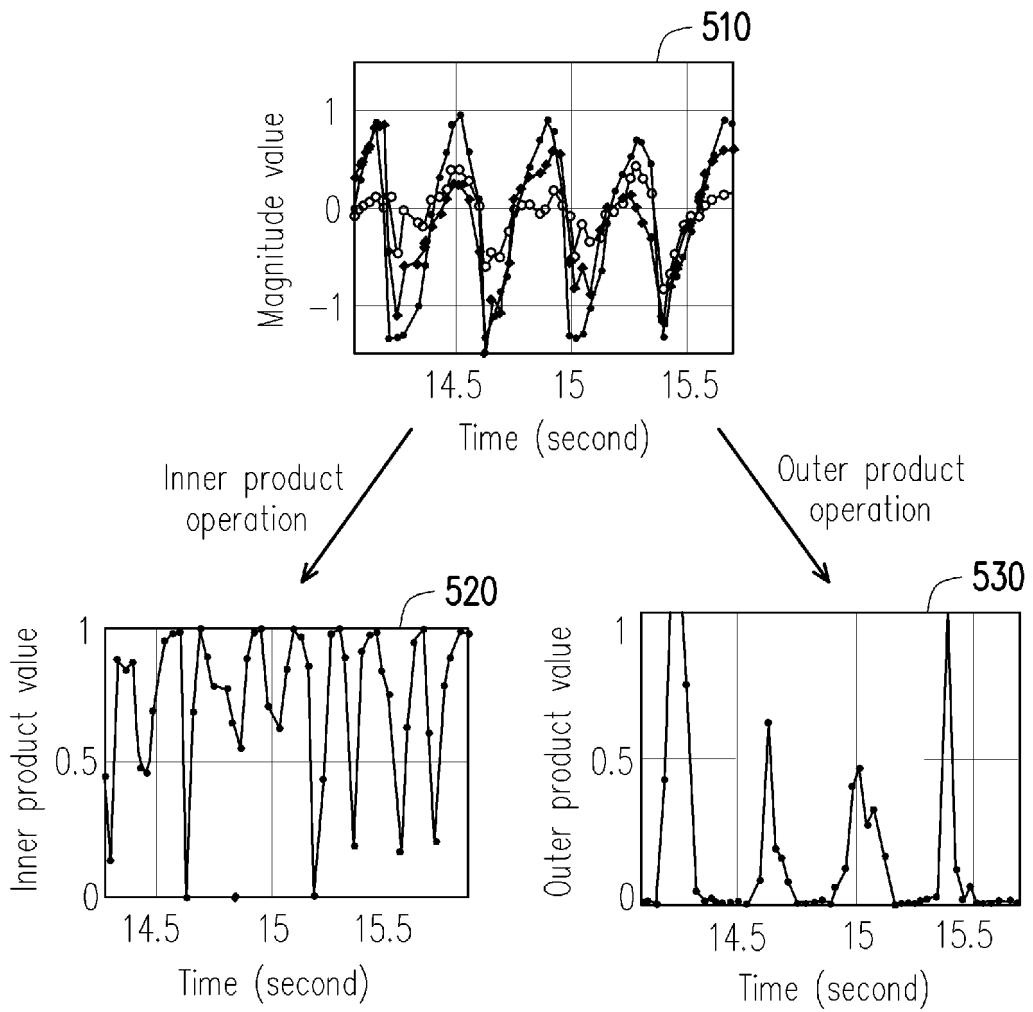 510
Magnitude value
1
0
-1
14.5 15 15.5
Time (second)
Inner product
operation
Outer product
operation
520
Inner product value
1
0.5
0
14.5 15 15.5
Time (second)
530
Outer product value
1
0.5
0
14.5 15 15.5
Time (second)